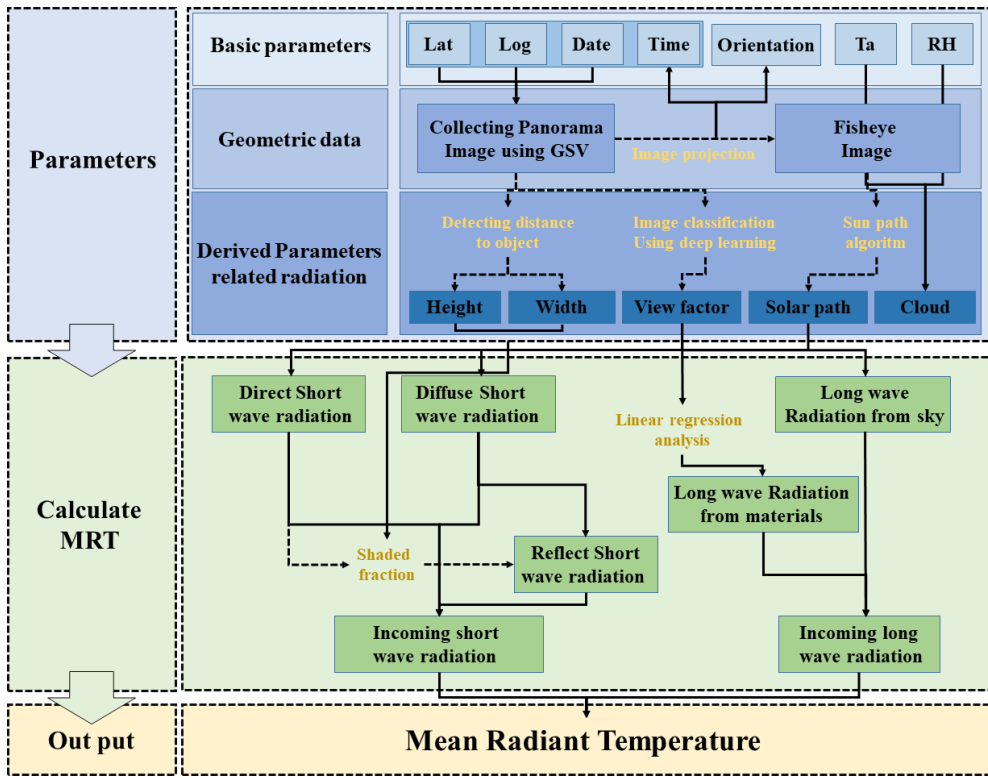 Parameters
Basic parameters
Lat
Log
Date
Time
Orientation
Ta
RH
Geometric data
Collecting Panorama
Image using GSV
Image projection
Fisheye
Image
Derived Parameters
related radiation
Detecting distance
to object
Image classification
Using deep learning
Sun path
algoritm
Height
Width
View factor
Solar path
Cloud
Calculate
MRT
Direct Short
wave radiation
Diffuse Short
wave radiation
Long wave
Radiation from sky
Linear regression
analysis
Long wave Radiation
from materials
Shaded
fraction
Reflect Short
wave radiation
Incoming short
wave radiation
Incoming long
wave radiation
Out put
Mean Radiant Temperature